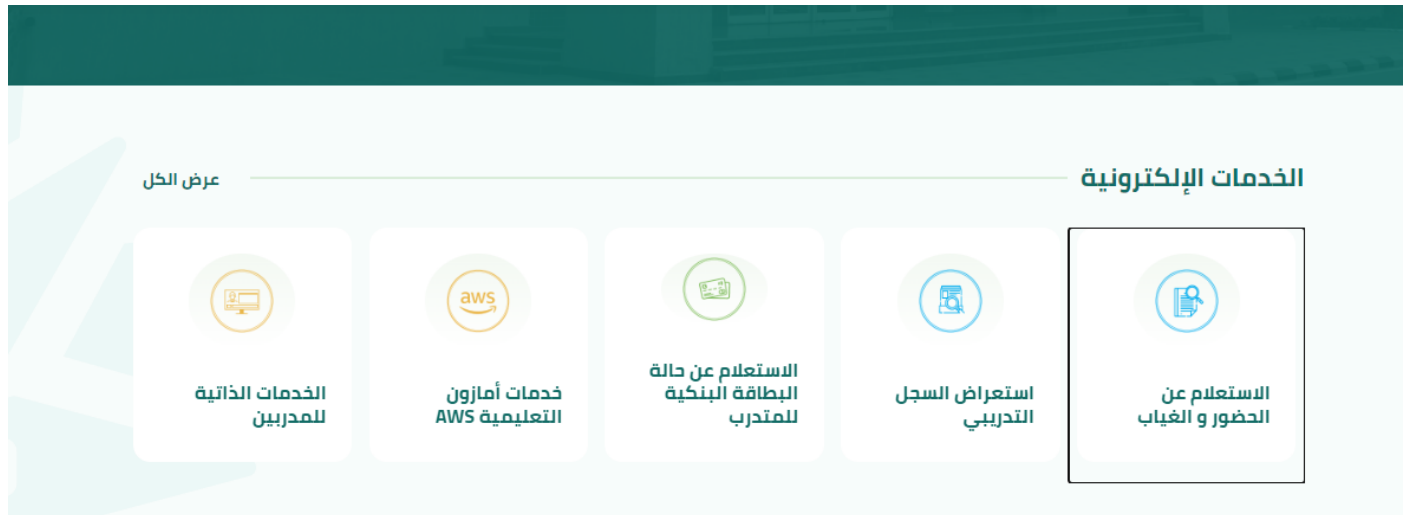 الخدمات الإلكترونية
عرض الكل
الاستعلام عن
الحضور و الغياب
استعراض السجل
التدريبي
الاستعلام عن حالة
البطاقة البنكية
للمتدرب
aws
خدمات أمازون
التعليمية AWS
الخدمات الذاتية
للمدربين